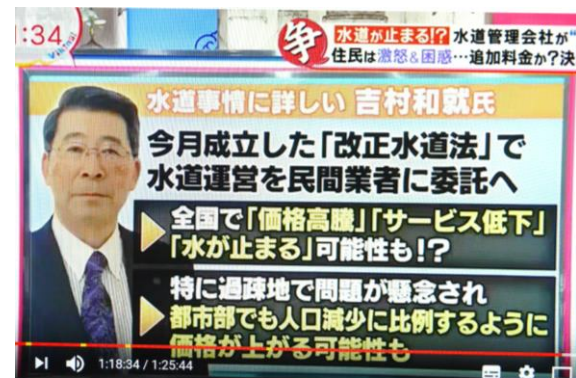 1:34
争
水道が止まる!? 水道管理会社が“
住民は激怒&困惑…追加料金か?決
水道事情に詳しい 吉村和就氏
今月成立した「改正水道法」で
水道運営を民間業者に委託へ
全国で「価格高騰」「サービス低下」
「水が止まる」可能性も!?
特に過疎地で問題が懸念され
都市部でも人口減少に比例するように
価格が上がる可能性も
1:18:34 / 1:25:44